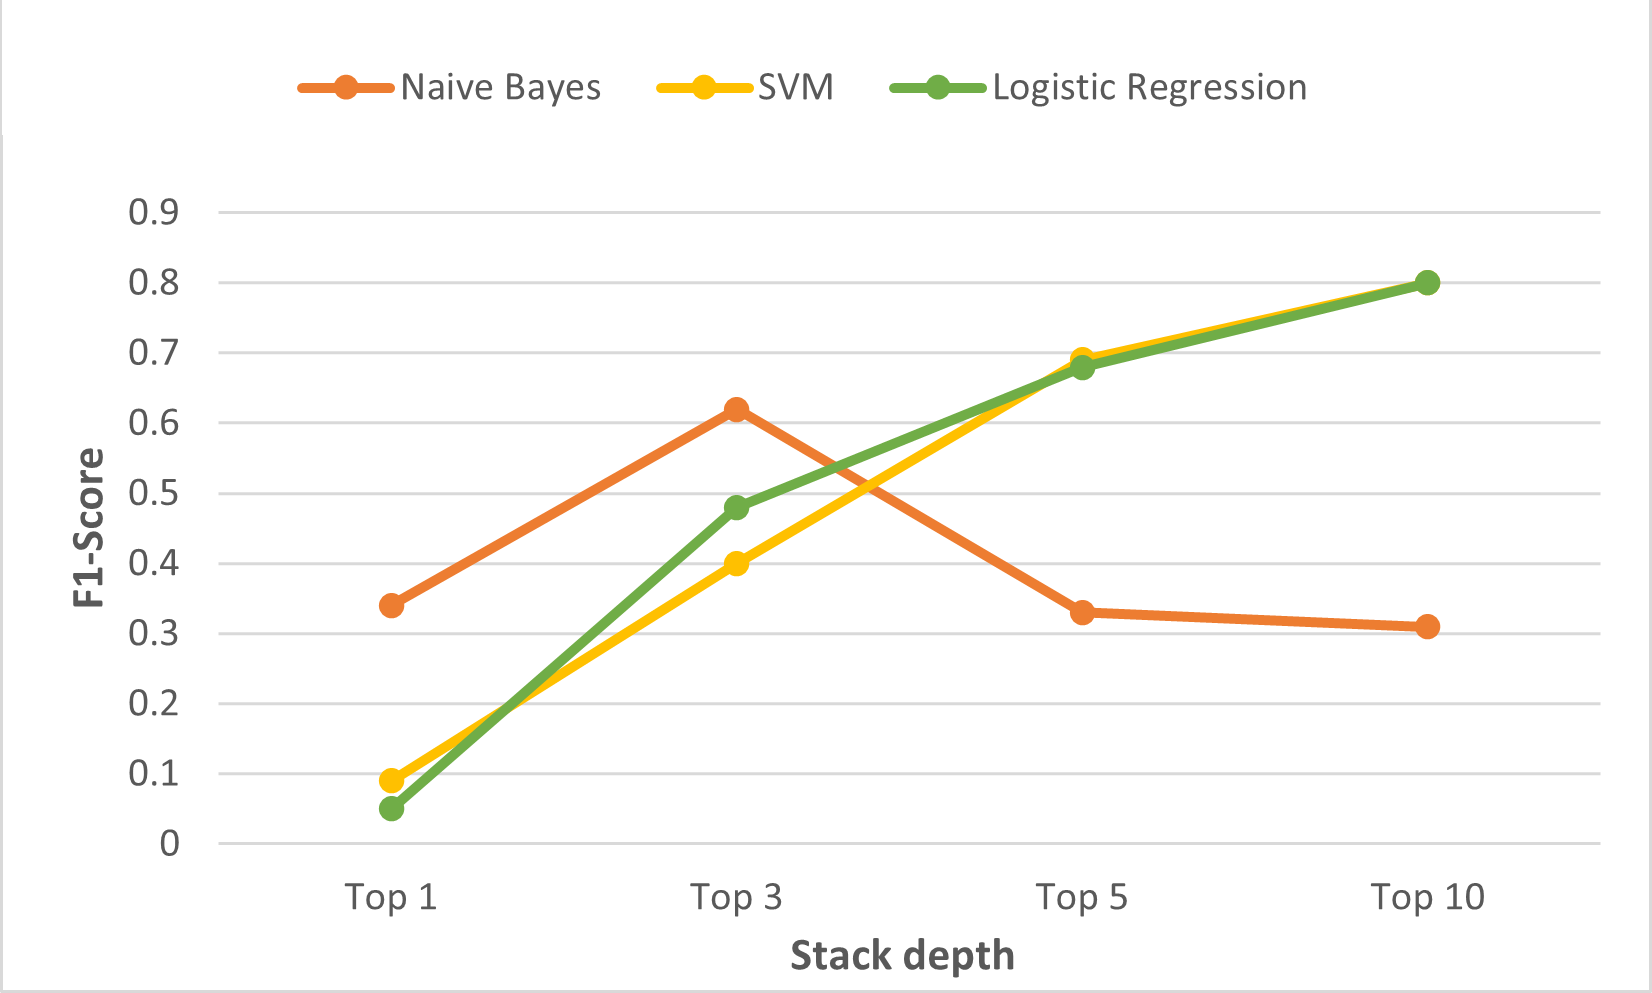 Naive Bayes SVM Logistic Regression
0.9
0.8
0.7
0.6
0.5
0.4
0.3
0.2
0.1
0
F1-Score
Top 1 Top 3 Top 5 Top 10
Stack depth